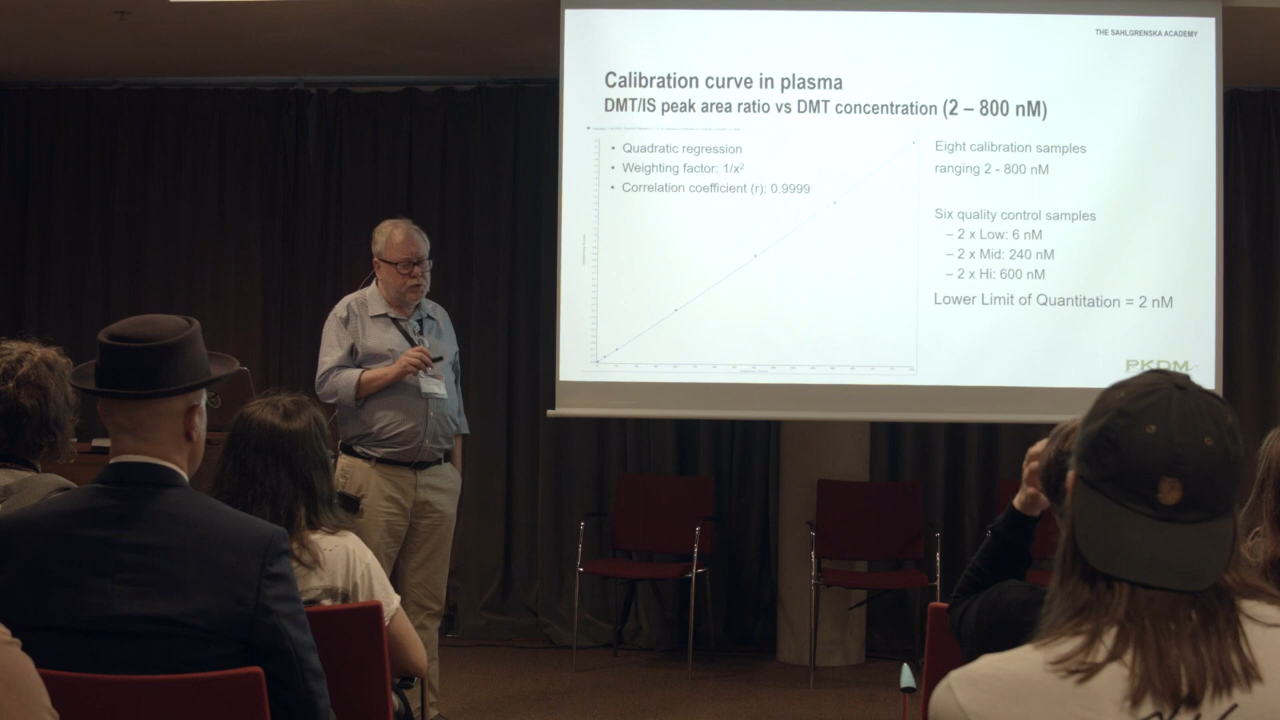 THE SAHLGRENSKA ACADEMY
Calibration curve in plasma
DMT/IS peak area ratio vs DMT concentration (2 – 800 nM)
• Quadratic regression
• Weighting factor: 1/x²
• Correlation coefficient (r): 0.9999
Eight calibration samples
ranging 2 - 800 nM
Six quality control samples
– 2 x Low: 6 nM
– 2 x Mid: 240 nM
– 2 x Hi: 600 nM
Lower Limit of Quantitation = 2 nM
PKDM